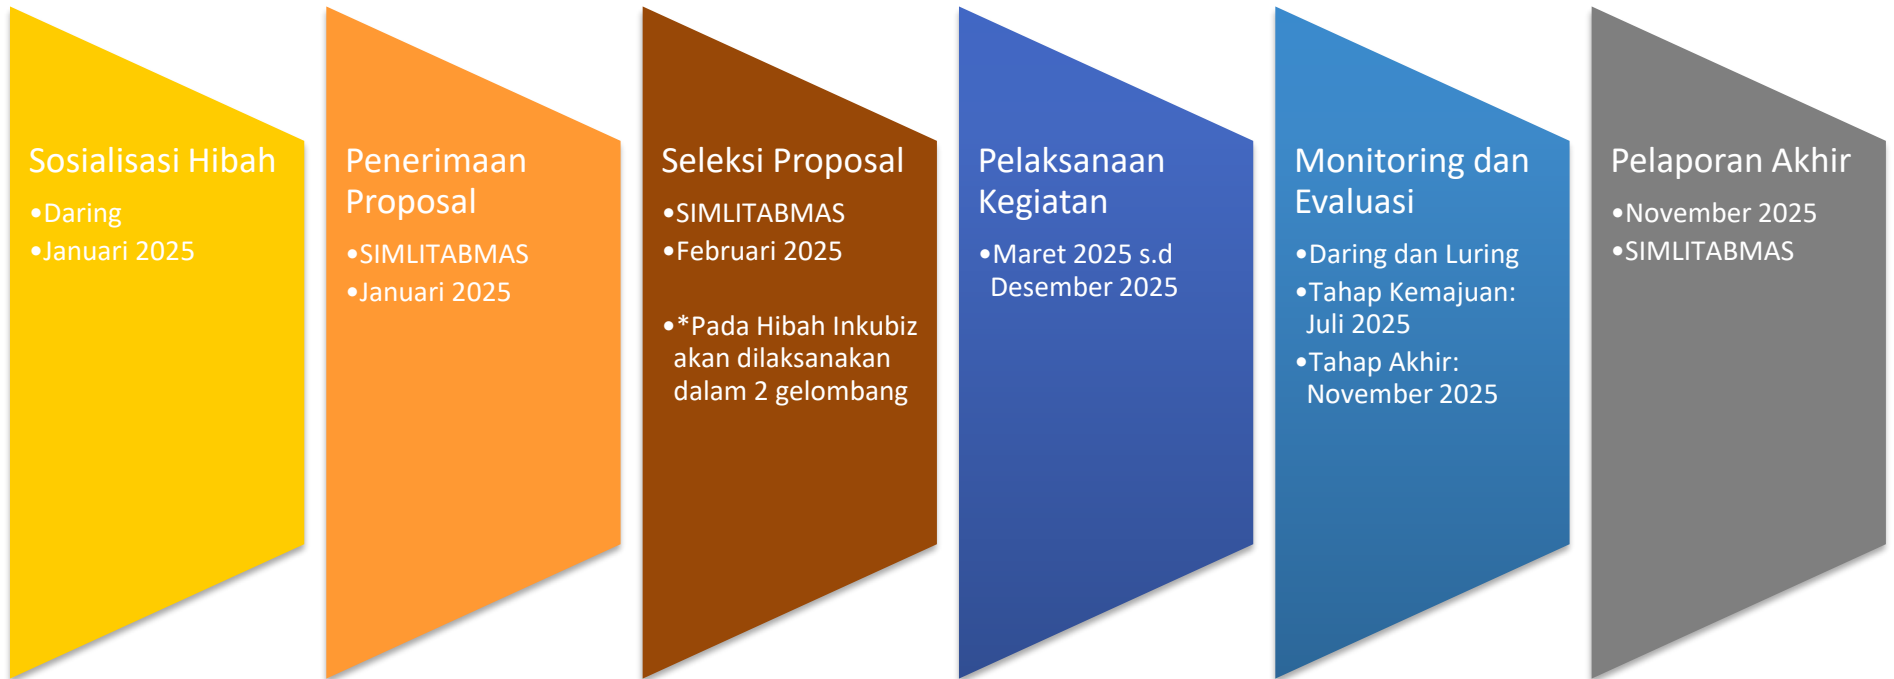 Sosialisasi Hibah
•Daring
•Januari 2025
Penerimaan
Proposal
•SIMLITABMAS
•Januari 2025
Seleksi Proposal
•SIMLITABMAS
•Februari 2025
•*Pada Hibah Inkubiz
akan dilaksanakan
dalam 2 gelombang
Pelaksanaan
Kegiatan
•Maret 2025 s.d
Desember 2025
Monitoring dan
Evaluasi
•Daring dan Luring
•Tahap Kemajuan:
Juli 2025
•Tahap Akhir:
November 2025
Pelaporan Akhir
•November 2025
•SIMLITABMAS